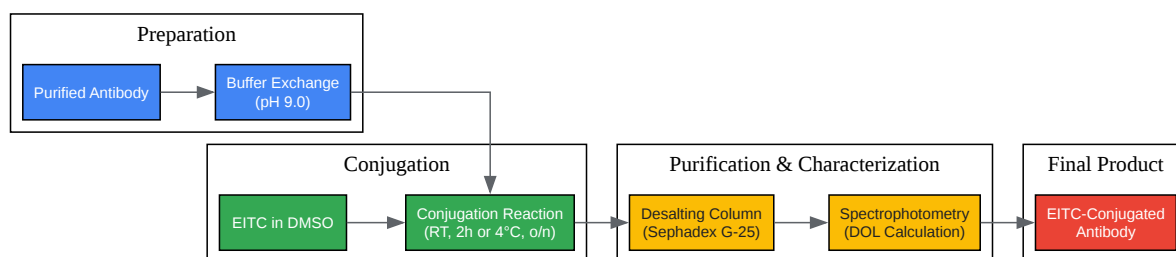 Preparation
Purified Antibody
Buffer Exchange
(pH 9.0)
Conjugation
EITC in DMSO
Conjugation Reaction
(RT, 2h or 4°C, o/n)
Purification & Characterization
Desalting Column
(Sephadex G-25)
Spectrophotometry
(DOL Calculation)
Final Product
EITC-Conjugated
Antibody